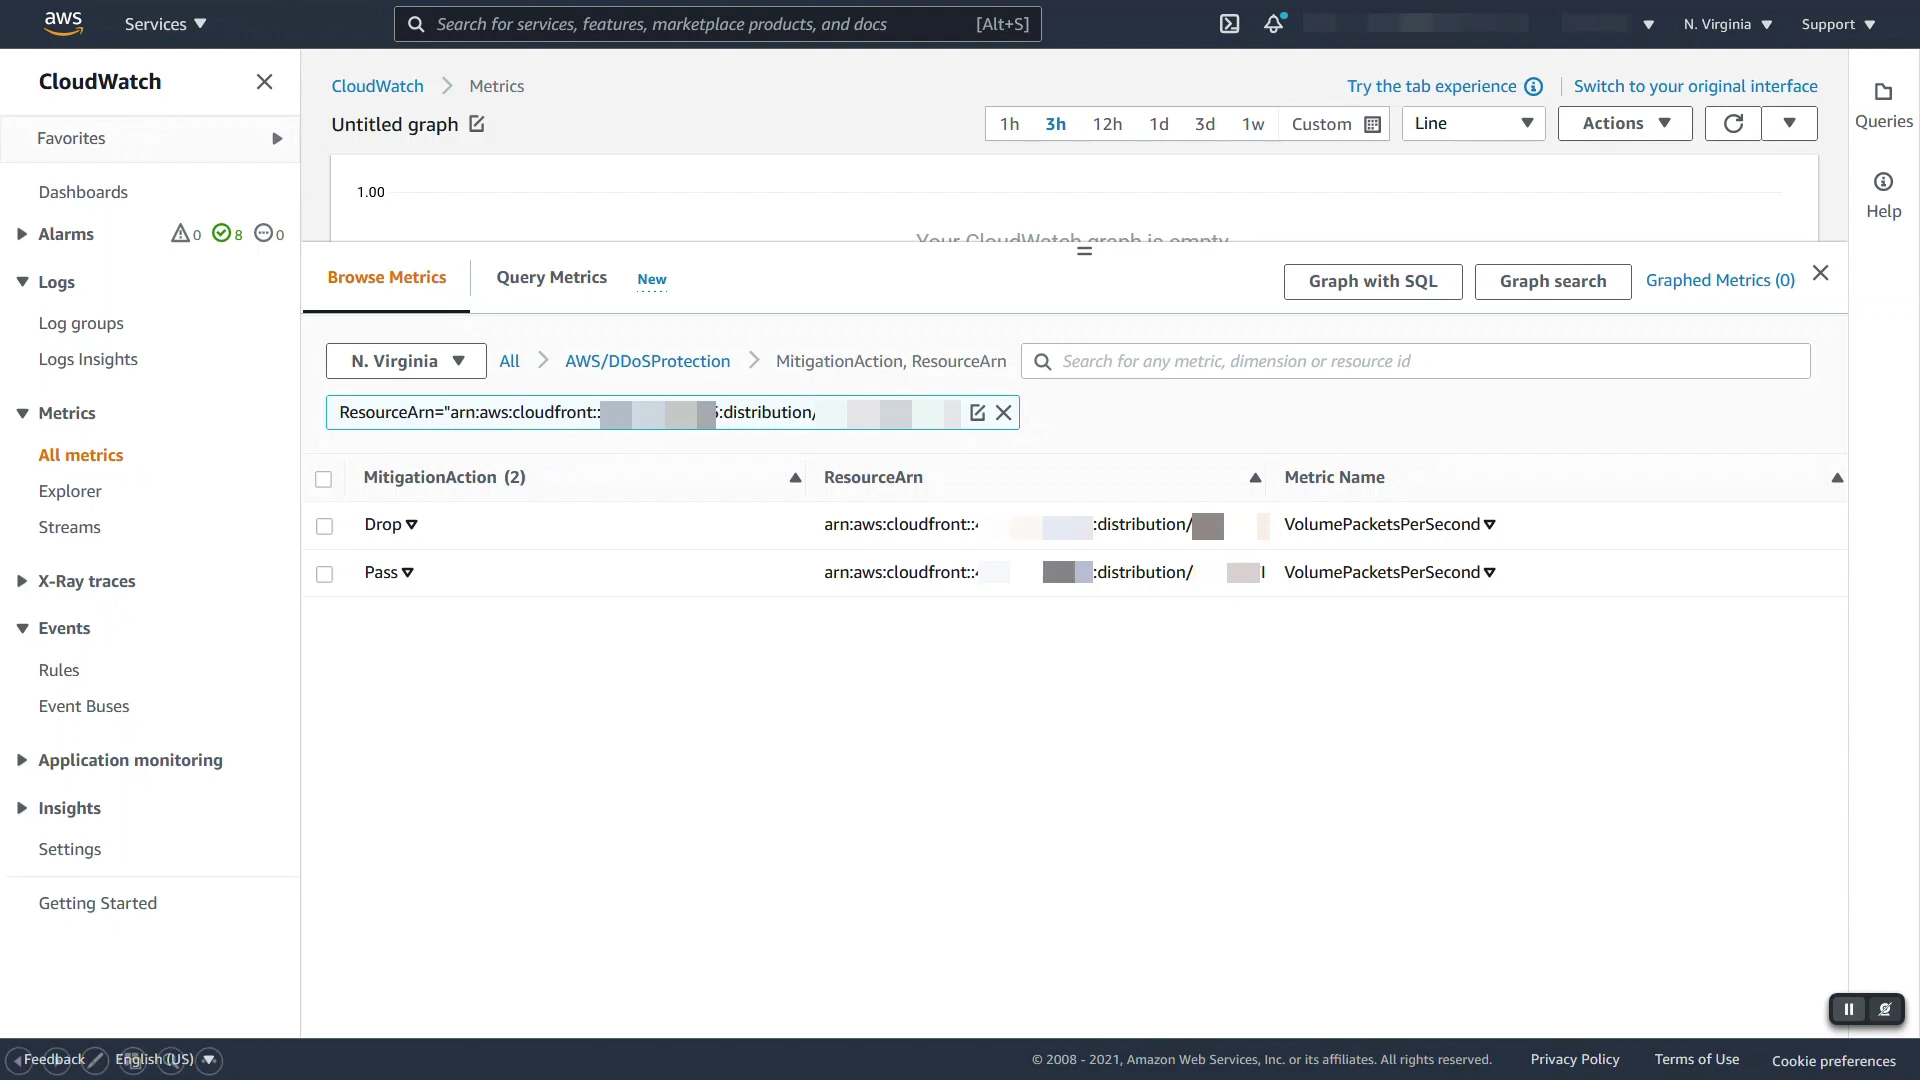 aws
Services
Search for services, features, marketplace products, and docs [Alt+S]
N. Virginia
Support
CloudWatch
Favorites
Dashboards
Alarms 0 8 0
Logs
Log groups
Logs Insights
Metrics
All metrics
Explorer
Streams
X-Ray traces
Events
Rules
Event Buses
Application monitoring
Insights
Settings
Getting Started
CloudWatch Metrics
Try the tab experience
Switch to your original interface
Untitled graph
1h 3h 12h 1d 3d 1w Custom
Line
Actions
1.00
Your CloudWatch graph is empty
Browse Metrics
Query Metrics New
Graph with SQL
Graph search
Graphed Metrics (0)
N. Virginia
All AWS/DDoSProtection MitigationAction, ResourceArn
Search for any metric, dimension or resource id
ResourceArn="arn:aws:cloudfront:: :distribution/
MitigationAction (2) ResourceArn Metric Name
Drop arn:aws:cloudfront:: :distribution/ VolumePacketsPerSecond
Pass arn:aws:cloudfront:: :distribution/ VolumePacketsPerSecond
Queries
Help
Feedback English (US)
© 2008 - 2021, Amazon Web Services, Inc. or its affiliates. All rights reserved. Privacy Policy Terms of Use Cookie preferences